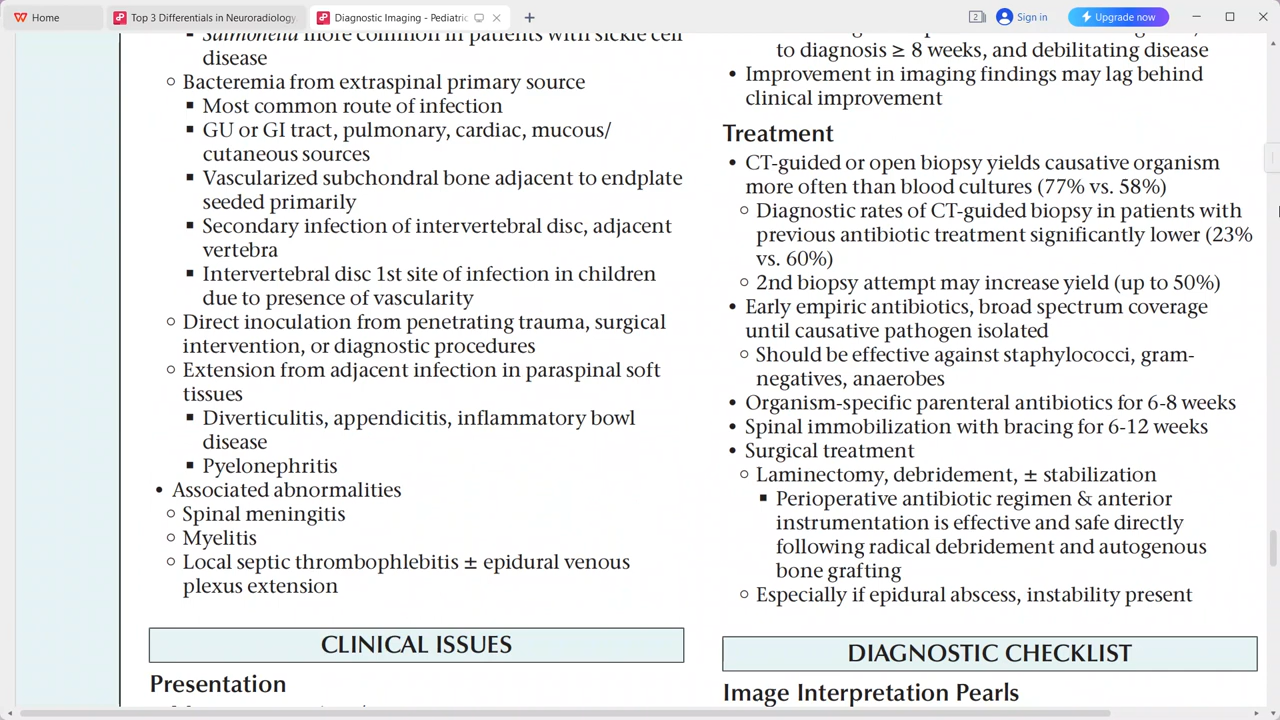 Home
Top 3 Differentials in Neuroradiology
Diagnostic Imaging - Pediatric
2
Sign in
Upgrade now
Salmonella more common in patients with sickle cell
disease
○ Bacteremia from extraspinal primary source
▪ Most common route of infection
▪ GU or GI tract, pulmonary, cardiac, mucous/
cutaneous sources
▪ Vascularized subchondral bone adjacent to endplate
seeded primarily
▪ Secondary infection of intervertebral disc, adjacent
vertebra
▪ Intervertebral disc 1st site of infection in children
due to presence of vascularity
○ Direct inoculation from penetrating trauma, surgical
intervention, or diagnostic procedures
○ Extension from adjacent infection in paraspinal soft
tissues
▪ Diverticulitis, appendicitis, inflammatory bowl
disease
▪ Pyelonephritis
• Associated abnormalities
○ Spinal meningitis
○ Myelitis
○ Local septic thrombophlebitis ± epidural venous
plexus extension
CLINICAL ISSUES
Presentation
to diagnosis ≥ 8 weeks, and debilitating disease
• Improvement in imaging findings may lag behind
clinical improvement
Treatment
• CT-guided or open biopsy yields causative organism
more often than blood cultures (77% vs. 58%)
○ Diagnostic rates of CT-guided biopsy in patients with
previous antibiotic treatment significantly lower (23%
vs. 60%)
○ 2nd biopsy attempt may increase yield (up to 50%)
• Early empiric antibiotics, broad spectrum coverage
until causative pathogen isolated
○ Should be effective against staphylococci, gram-
negatives, anaerobes
• Organism-specific parenteral antibiotics for 6-8 weeks
• Spinal immobilization with bracing for 6-12 weeks
• Surgical treatment
○ Laminectomy, debridement, ± stabilization
▪ Perioperative antibiotic regimen & anterior
instrumentation is effective and safe directly
following radical debridement and autogenous
bone grafting
○ Especially if epidural abscess, instability present
DIAGNOSTIC CHECKLIST
Image Interpretation Pearls